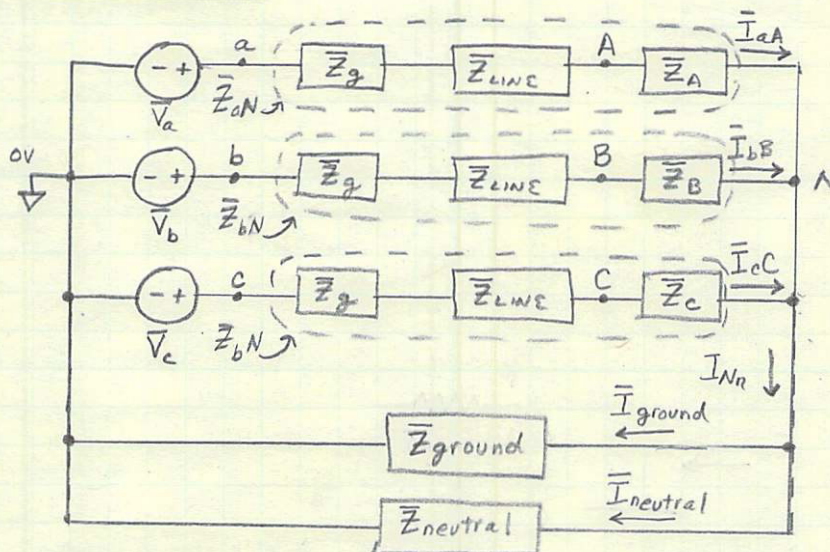 a A I̅aA
- + Z̅g Z̅LINE Z̅A
V̅a Z̅aN
0V b B I̅bB
- + Z̅g Z̅LINE Z̅B
V̅b Z̅bN
c C I̅cC
- + Z̅g Z̅LINE Z̅C
V̅c Z̅bN
INn
I̅ground
Z̅ground
I̅neutral
Z̅neutral